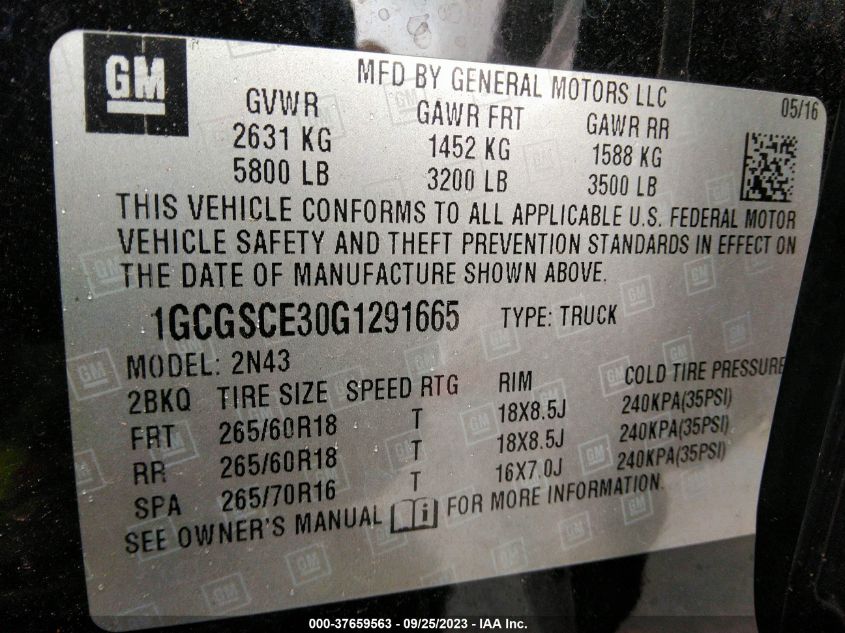 GM
MFD BY GENERAL MOTORS LLC
05/16
GVWR GAWR FRT GAWR RR
2631 KG 1452 KG 1588 KG
5800 LB 3200 LB 3500 LB
THIS VEHICLE CONFORMS TO ALL APPLICABLE U.S. FEDERAL MOTOR
VEHICLE SAFETY AND THEFT PREVENTION STANDARDS IN EFFECT ON
THE DATE OF MANUFACTURE SHOWN ABOVE.
1GCGSCE30G1291665 TYPE: TRUCK
MODEL: 2N43
2BKQ TIRE SIZE SPEED RTG RIM COLD TIRE PRESSURE
FRT 265/60R18 T 18X8.5J 240KPA(35PSI)
RR 265/60R18 T 18X8.5J 240KPA(35PSI)
SPA 265/70R16 T 16X7.0J 240KPA(35PSI)
SEE OWNER'S MANUAL i FOR MORE INFORMATION.
000-37659563 - 09/25/2023 - IAA Inc.